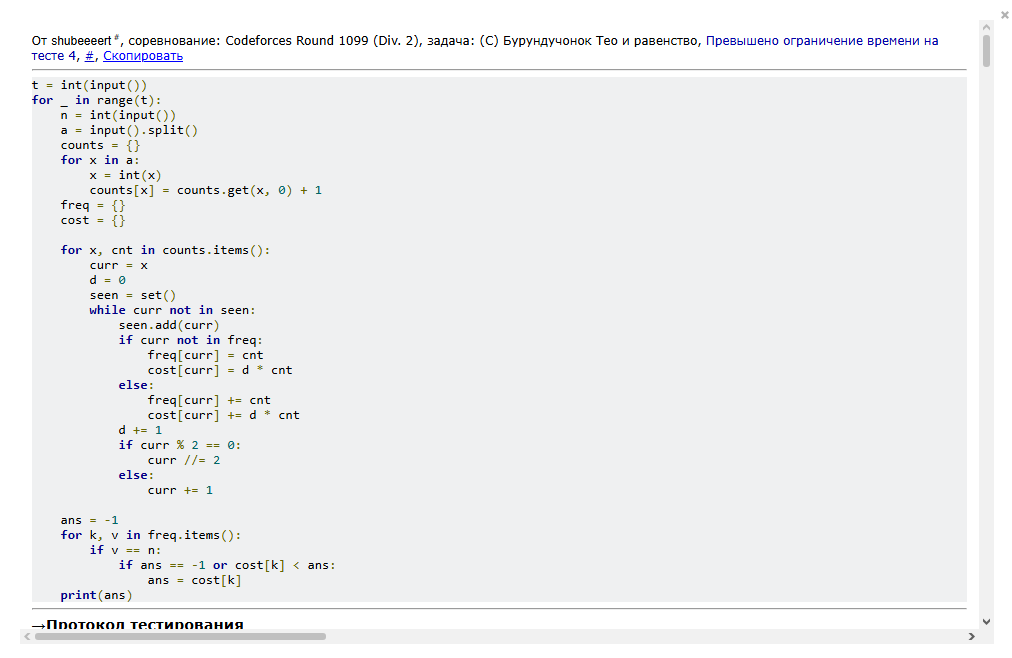 От shubeeeert #, соревнование: Codeforces Round 1099 (Div. 2), задача: (C) Бурундучонок Тео и равенство, Превышено ограничение времени на
тесте 4, #, Скопировать
t = int(input())
for _ in range(t):
    n = int(input())
    a = input().split()
    counts = {}
    for x in a:
        x = int(x)
        counts[x] = counts.get(x, 0) + 1
    freq = {}
    cost = {}
    for x, cnt in counts.items():
        curr = x
        d = 0
        seen = set()
        while curr not in seen:
            seen.add(curr)
            if curr not in freq:
                freq[curr] = cnt
                cost[curr] = d * cnt
            else:
                freq[curr] += cnt
                cost[curr] += d * cnt
            d += 1
            if curr % 2 == 0:
                curr //= 2
            else:
                curr += 1
    ans = -1
    for k, v in freq.items():
        if v == n:
            if ans == -1 or cost[k] < ans:
                ans = cost[k]
    print(ans)
→Протокол тестирования